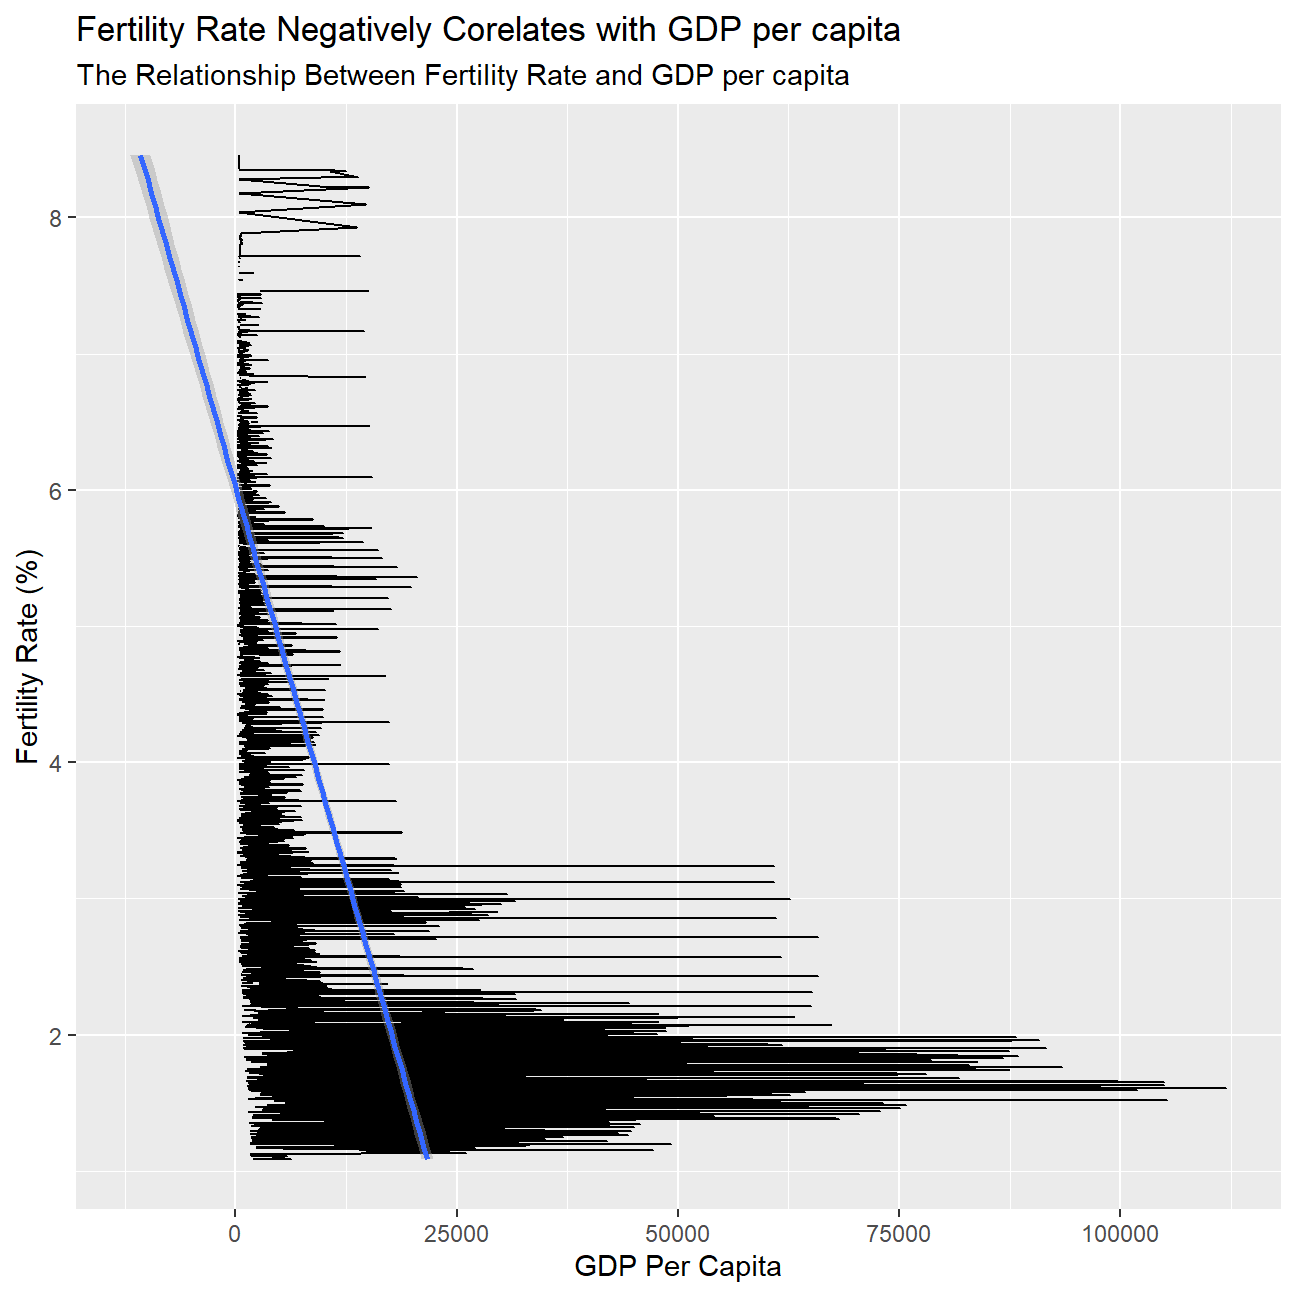 Fertility Rate Negatively Corelates with GDP per capita
The Relationship Between Fertility Rate and GDP per capita
Fertility Rate (%)
8
6
4
2
0
25000
50000
75000
100000
GDP Per Capita